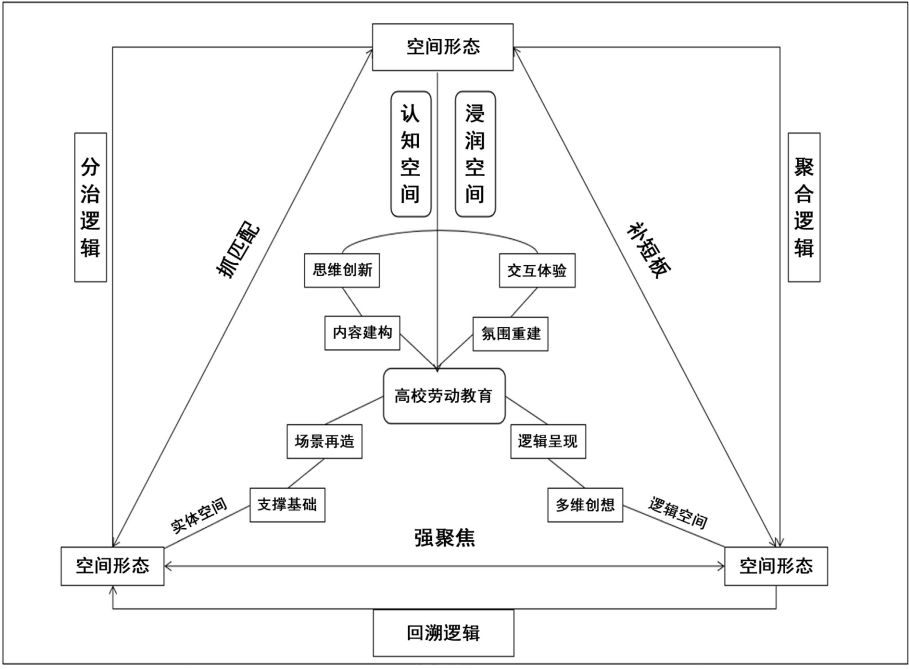 空间形态
认知空间
浸润空间
分治逻辑
聚合逻辑
抓匹配
补短板
思维创新
交互体验
内容建构
氛围重建
高校劳动教育
场景再造
逻辑呈现
支撑基础
多维创想
实体空间
逻辑空间
强聚焦
空间形态
空间形态
回溯逻辑